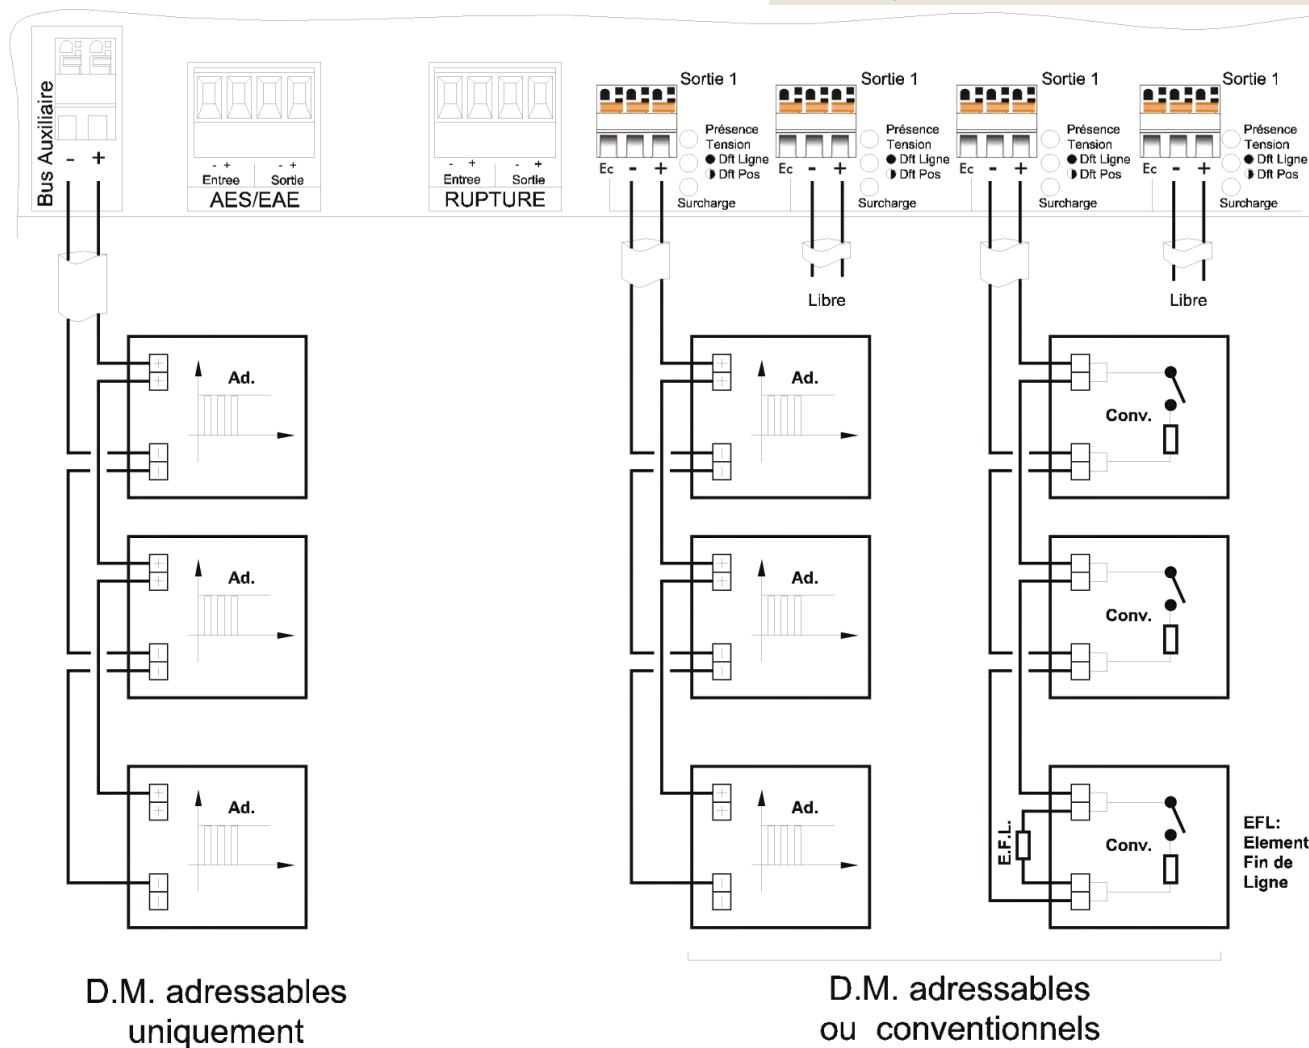 Bus Auxiliaire
- +
- + - +
Entree Sortie
AES/EAE
- + - +
Entree Sortie
RUPTURE
Sortie 1
Présence
Tension
Dft Ligne
Dft Pos
Surcharge
Ec - +
Sortie 1
Présence
Tension
Dft Ligne
Dft Pos
Surcharge
Ec - +
Sortie 1
Présence
Tension
Dft Ligne
Dft Pos
Surcharge
Ec - +
Sortie 1
Présence
Tension
Dft Ligne
Dft Pos
Surcharge
Ec - +
Libre
Libre
Ad.
Ad.
Conv.
Ad.
Ad.
Conv.
Ad.
Ad.
E.F.L.
Conv.
EFL:
Element
Fin de
Ligne
D.M. adressables
uniquement
D.M. adressables
ou conventionnels